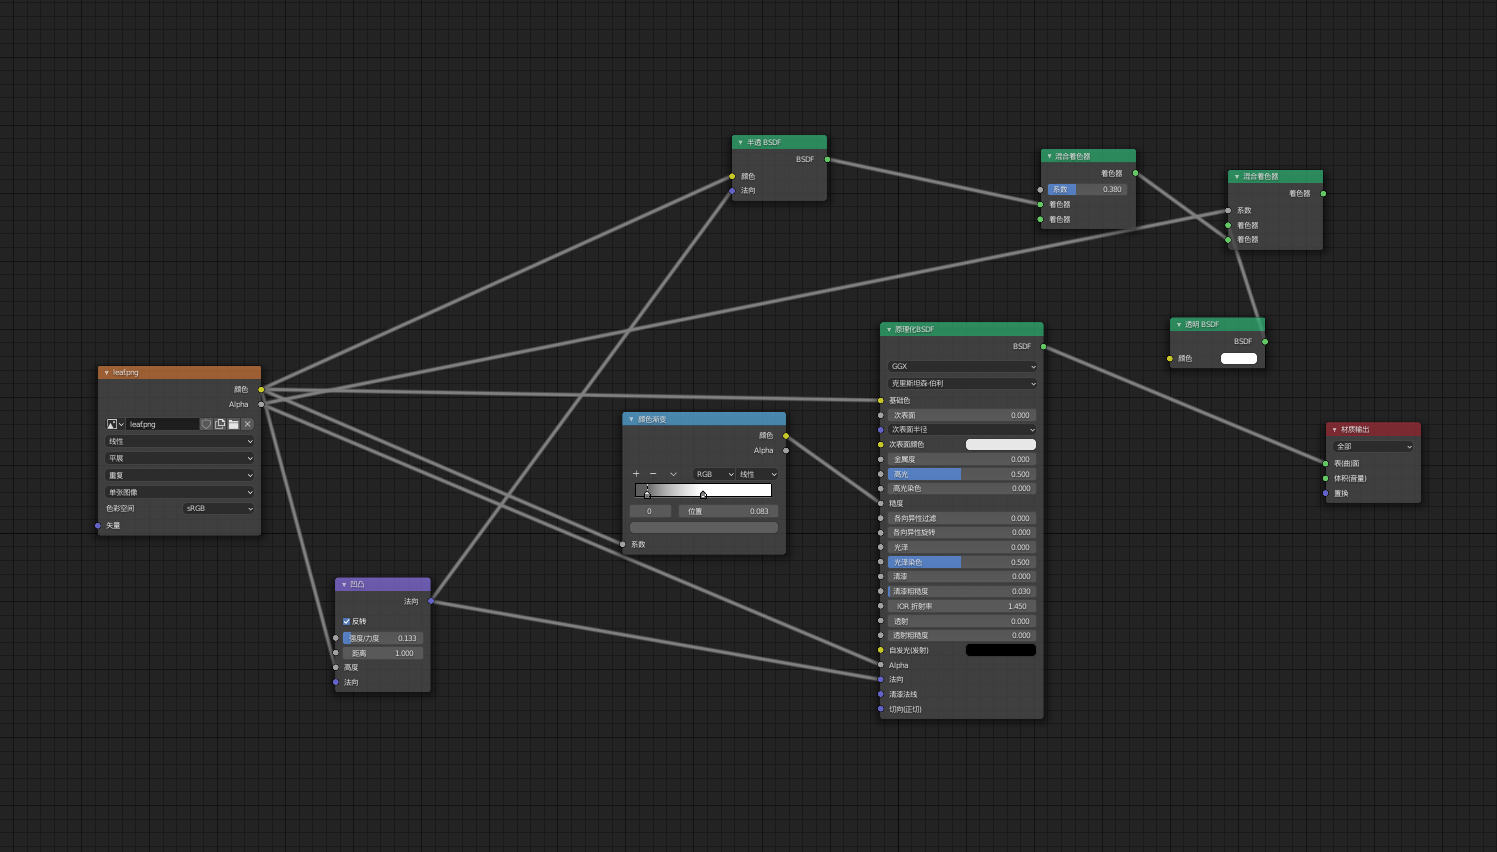 半透 BSDF
BSDF
颜色
法向
混合着色器
着色器
系数 0.380
着色器
着色器
混合着色器
着色器
系数
着色器
着色器
leaf.png
颜色
Alpha
leaf.png
线性
平展
重复
单张图像
色彩空间 sRGB
矢量
凹凸
法向
反转
强度/力度 0.133
距离 1.000
高度
法向
颜色渐变
颜色
Alpha
RGB 线性
0 位置 0.083
系数
原理化BSDF
BSDF
GGX
克里斯坦森-伯利
基础色
次表面 0.000
次表面半径
次表面颜色
金属度 0.000
高光 0.500
高光染色 0.000
糙度
各向异性过滤 0.000
各向异性旋转 0.000
光泽 0.000
光泽染色 0.500
清漆 0.000
清漆粗糙度 0.030
IOR 折射率 1.450
透射 0.000
透射粗糙度 0.000
自发光(发射)
Alpha
法向
清漆法线
切向(正切)
透明 BSDF
BSDF
颜色
材质输出
全部
表(曲)面
体积(音量)
置换